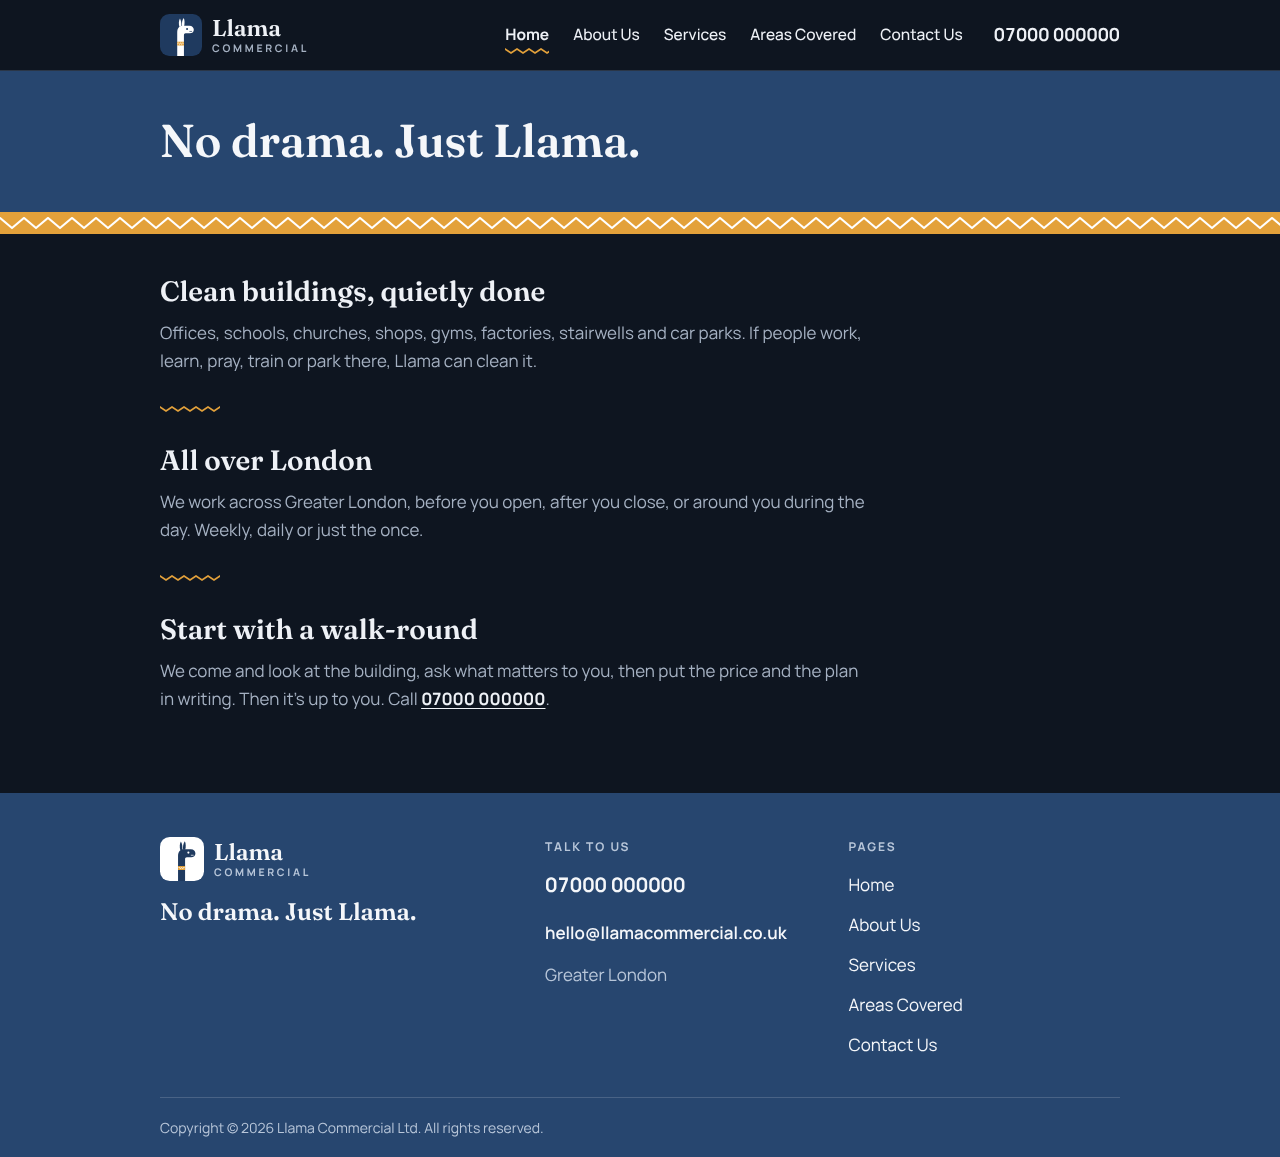 Llama
COMMERCIAL
Home
About Us
Services
Areas Covered
Contact Us
07000 000000
No drama. Just Llama.
Clean buildings, quietly done
Offices, schools, churches, shops, gyms, factories, stairwells and car parks. If people work,
learn, pray, train or park there, Llama can clean it.
All over London
We work across Greater London, before you open, after you close, or around you during the
day. Weekly, daily or just the once.
Start with a walk-round
We come and look at the building, ask what matters to you, then put the price and the plan
in writing. Then it's up to you. Call 07000 000000.
Llama
COMMERCIAL
No drama. Just Llama.
TALK TO US
07000 000000
hello@llamacommercial.co.uk
Greater London
PAGES
Home
About Us
Services
Areas Covered
Contact Us
Copyright © 2026 Llama Commercial Ltd. All rights reserved.